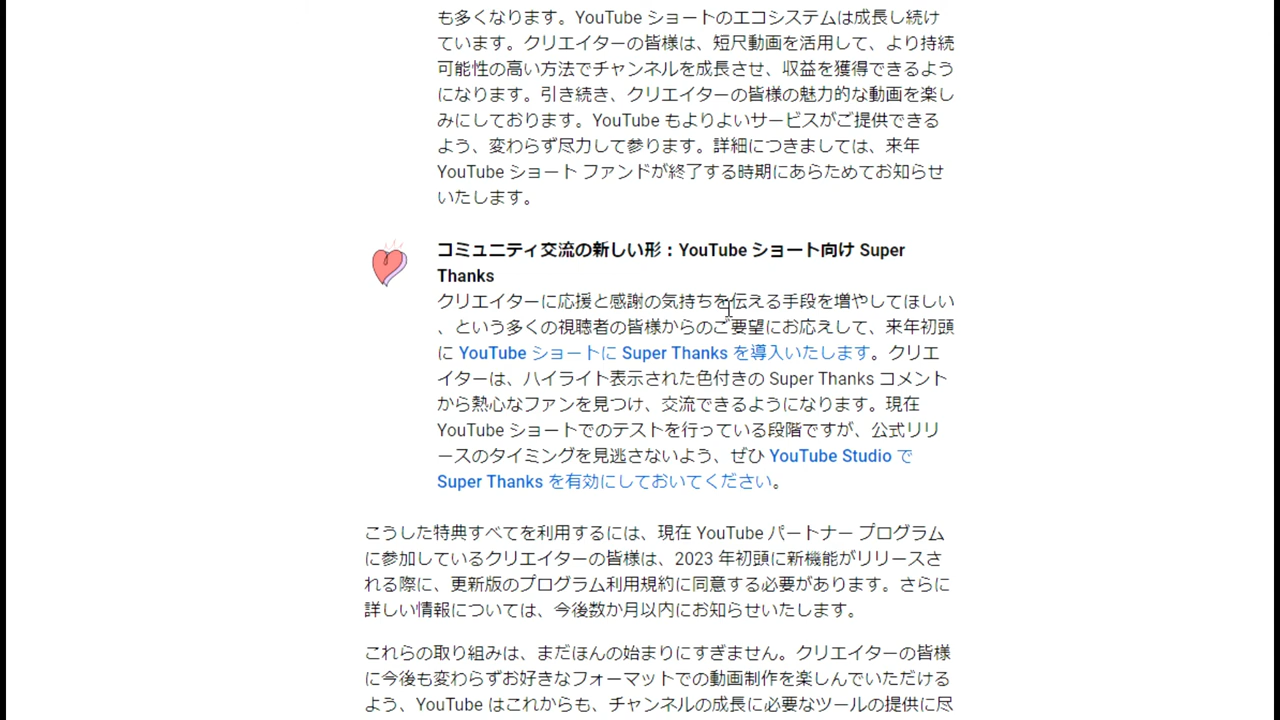 も多くなります。YouTube ショートのエコシステムは成長し続け
ています。クリエイターの皆様は、短尺動画を活用して、より持続
可能性の高い方法でチャンネルを成長させ、収益を獲得できるよう
になります。引き続き、クリエイターの皆様の魅力的な動画を楽し
みにしております。YouTube もよりよいサービスがご提供できる
よう、変わらず尽力して参ります。詳細につきましては、来年
YouTube ショート ファンドが終了する時期にあらためてお知らせ
いたします。
コミュニティ交流の新しい形：YouTube ショート向け Super
Thanks
クリエイターに応援と感謝の気持ちを伝える手段を増やしてほしい
、という多くの視聴者の皆様からのご要望にお応えして、来年初頭
に YouTube ショートに Super Thanks を導入いたします。クリエ
イターは、ハイライト表示された色付きの Super Thanks コメント
から熱心なファンを見つけ、交流できるようになります。現在
YouTube ショートでのテストを行っている段階ですが、公式リリ
ースのタイミングを見逃さないよう、ぜひ YouTube Studio で
Super Thanks を有効にしておいてください。
こうした特典すべてを利用するには、現在 YouTube パートナー プログラム
に参加しているクリエイターの皆様は、2023 年初頭に新機能がリリースさ
れる際に、更新版のプログラム利用規約に同意する必要があります。さらに
詳しい情報については、今後数か月以内にお知らせいたします。
これらの取り組みは、まだほんの始まりにすぎません。クリエイターの皆様
に今後も変わらずお好きなフォーマットでの動画制作を楽しんでいただける
よう、YouTube はこれからも、チャンネルの成長に必要なツールの提供に尽